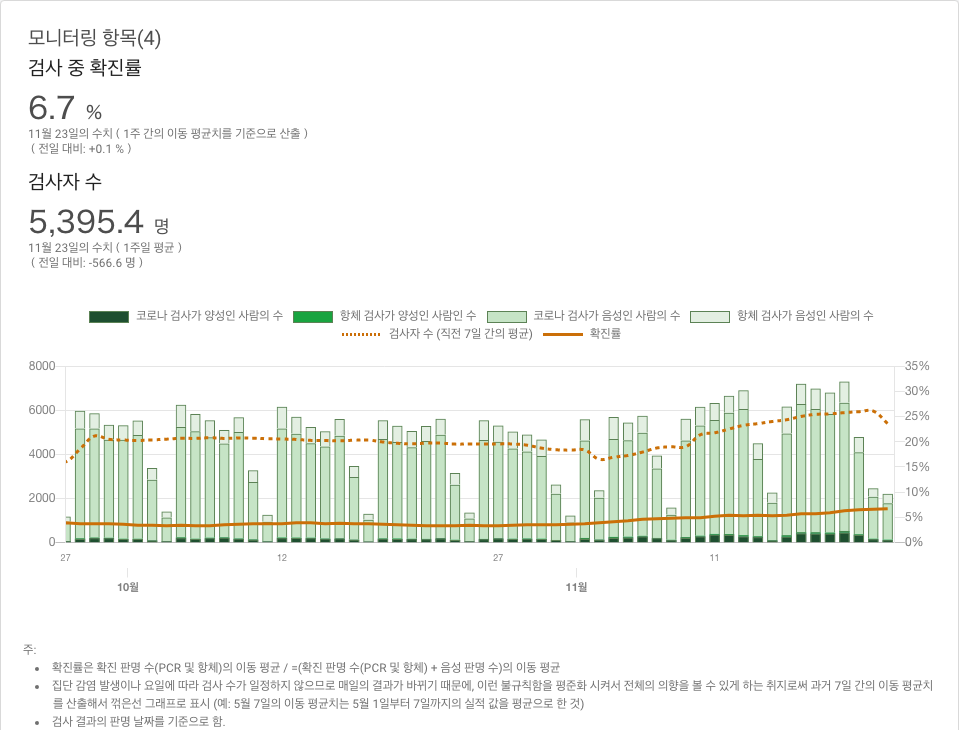 모니터링 항목(4)
검사 중 확진률
6.7 %
11월 23일의 수치 ( 1주 간의 이동 평균치를 기준으로 산출 )
( 전일 대비: +0.1 % )
검사자 수
5,395.4 명
11월 23일의 수치 ( 1주일 평균 )
( 전일 대비: -566.6 명 )
코로나 검사가 양성인 사람의 수 항체 검사가 양성인 사람인 수 코로나 검사가 음성인 사람의 수 항체 검사가 음성인 사람의 수
검사자 수 (직전 7일 간의 평균) 확진률
8000 35%
30%
6000 25%
20%
4000 15%
2000 10%
5%
0 0%
27 12 27 11
10월 11월
주:
확진률은 확진 판명 수(PCR 및 항체)의 이동 평균 / =(확진 판명 수(PCR 및 항체) + 음성 판명 수)의 이동 평균
집단 감염 발생이나 요일에 따라 검사 수가 일정하지 않으므로 매일의 결과가 바뀌기 때문에, 이런 불규칙함을 평준화 시켜서 전체의 의향을 볼 수 있게 하는 취지로써 과거 7일 간의 이동 평균치
를 산출해서 꺾은선 그래프로 표시 (예: 5월 7일의 이동 평균치는 5월 1일부터 7일까지의 실적 값을 평균으로 한 것)
검사 결과의 판명 날짜를 기준으로 함.